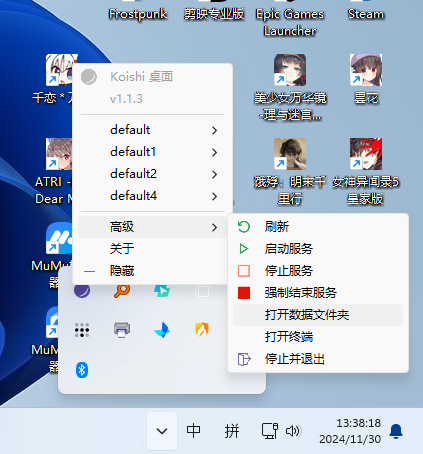 Frostpunk
剪映专业版
Epic Games
Launcher
Steam
Koishi 桌面
v1.1.3
千恋＊万
美少女万华镜
-理与迷宫...
昙花
default
default1
default2
default4
ATRI -
Dear M
饿殍：明末千
里行
女神异闻录5
皇家版
高级
关于
隐藏
刷新
启动服务
停止服务
强制结束服务
打开数据文件夹
打开终端
停止并退出
MuMu
器
MuMu
器
中
拼
13:38:18
2024/11/30